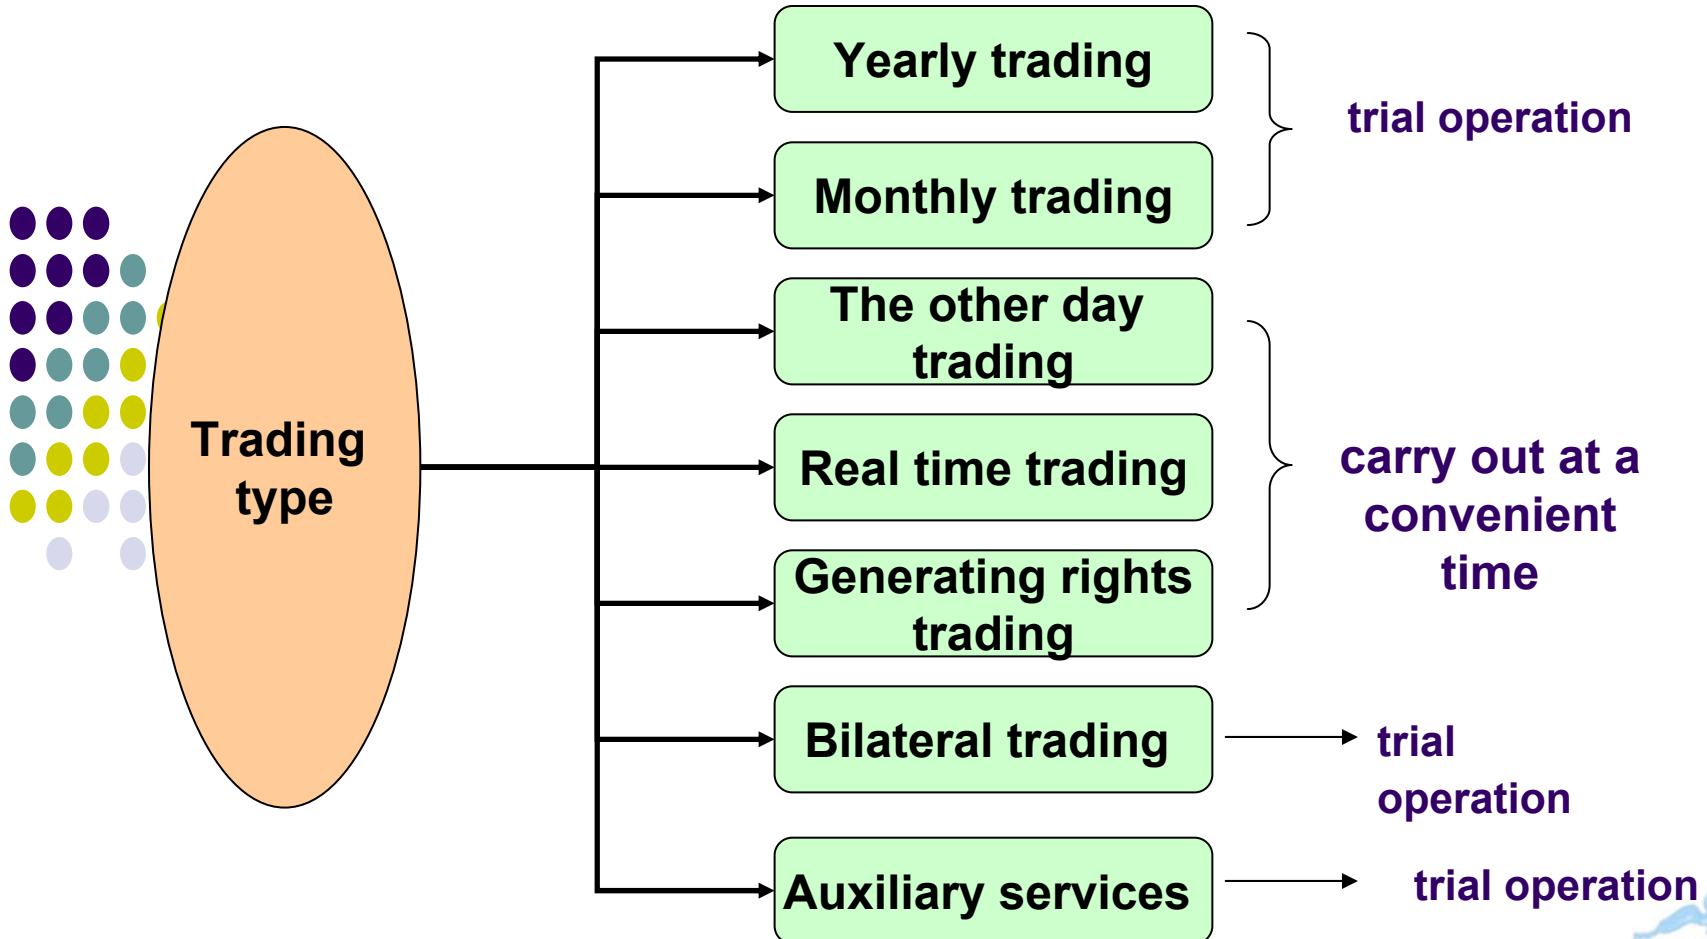 Yearly trading
trial operation
Monthly trading
The other day
trading
Trading
type
Real time trading
carry out at a
convenient
time
Generating rights
trading
Bilateral trading
trial
operation
Auxiliary services
trial operation